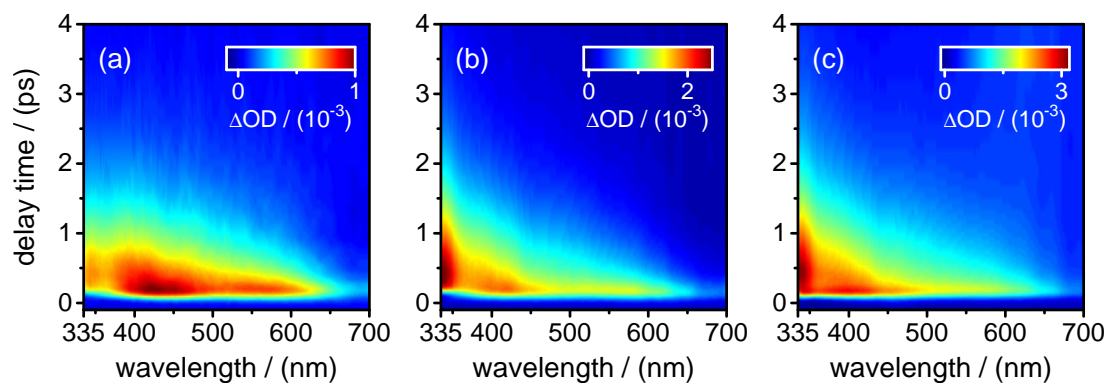 (a) (b) (c)
0 1 0 2 0 3
ΔOD / (10⁻³) ΔOD / (10⁻³) ΔOD / (10⁻³)
delay time / (ps)
4 4 4
3 3 3
2 2 2
1 1 1
0 0 0
335 400 500 600 700 335 400 500 600 700 335 400 500 600 700
wavelength / (nm) wavelength / (nm) wavelength / (nm)